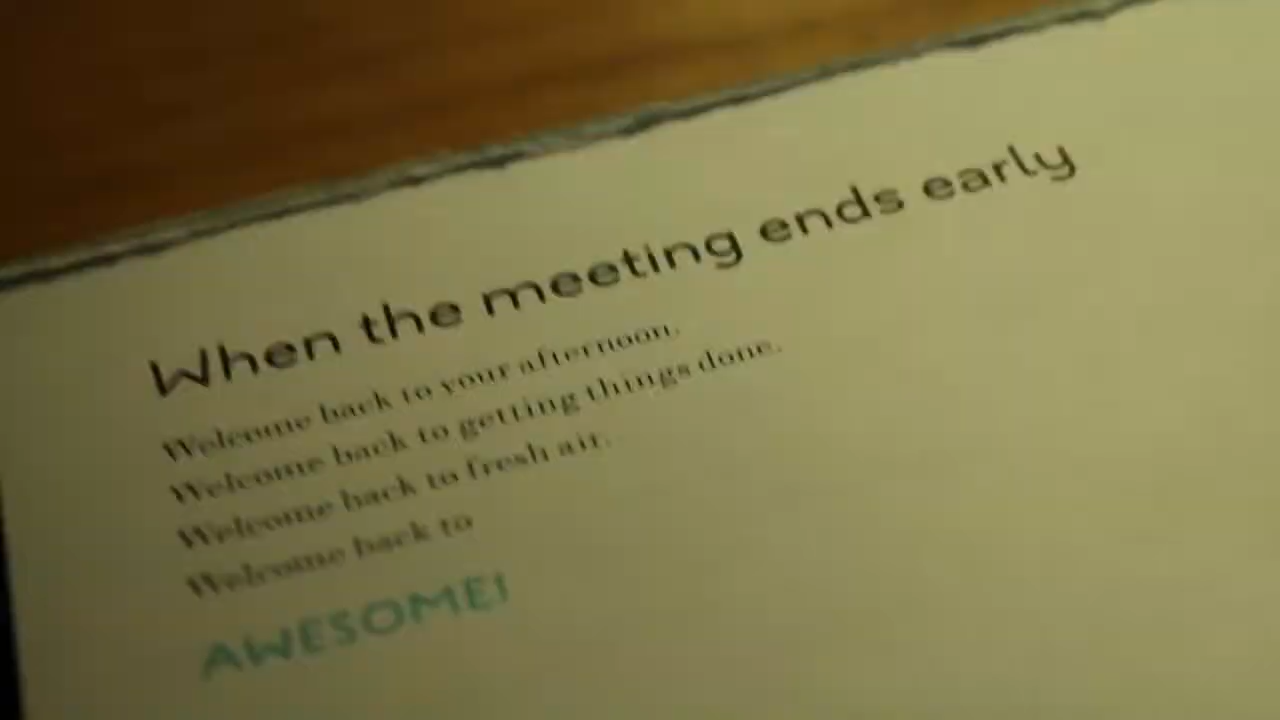 When the meeting ends early
Welcome back to your afternoon.
Welcome back to getting things done.
Welcome back to fresh air.
Welcome back to
AWESOME!